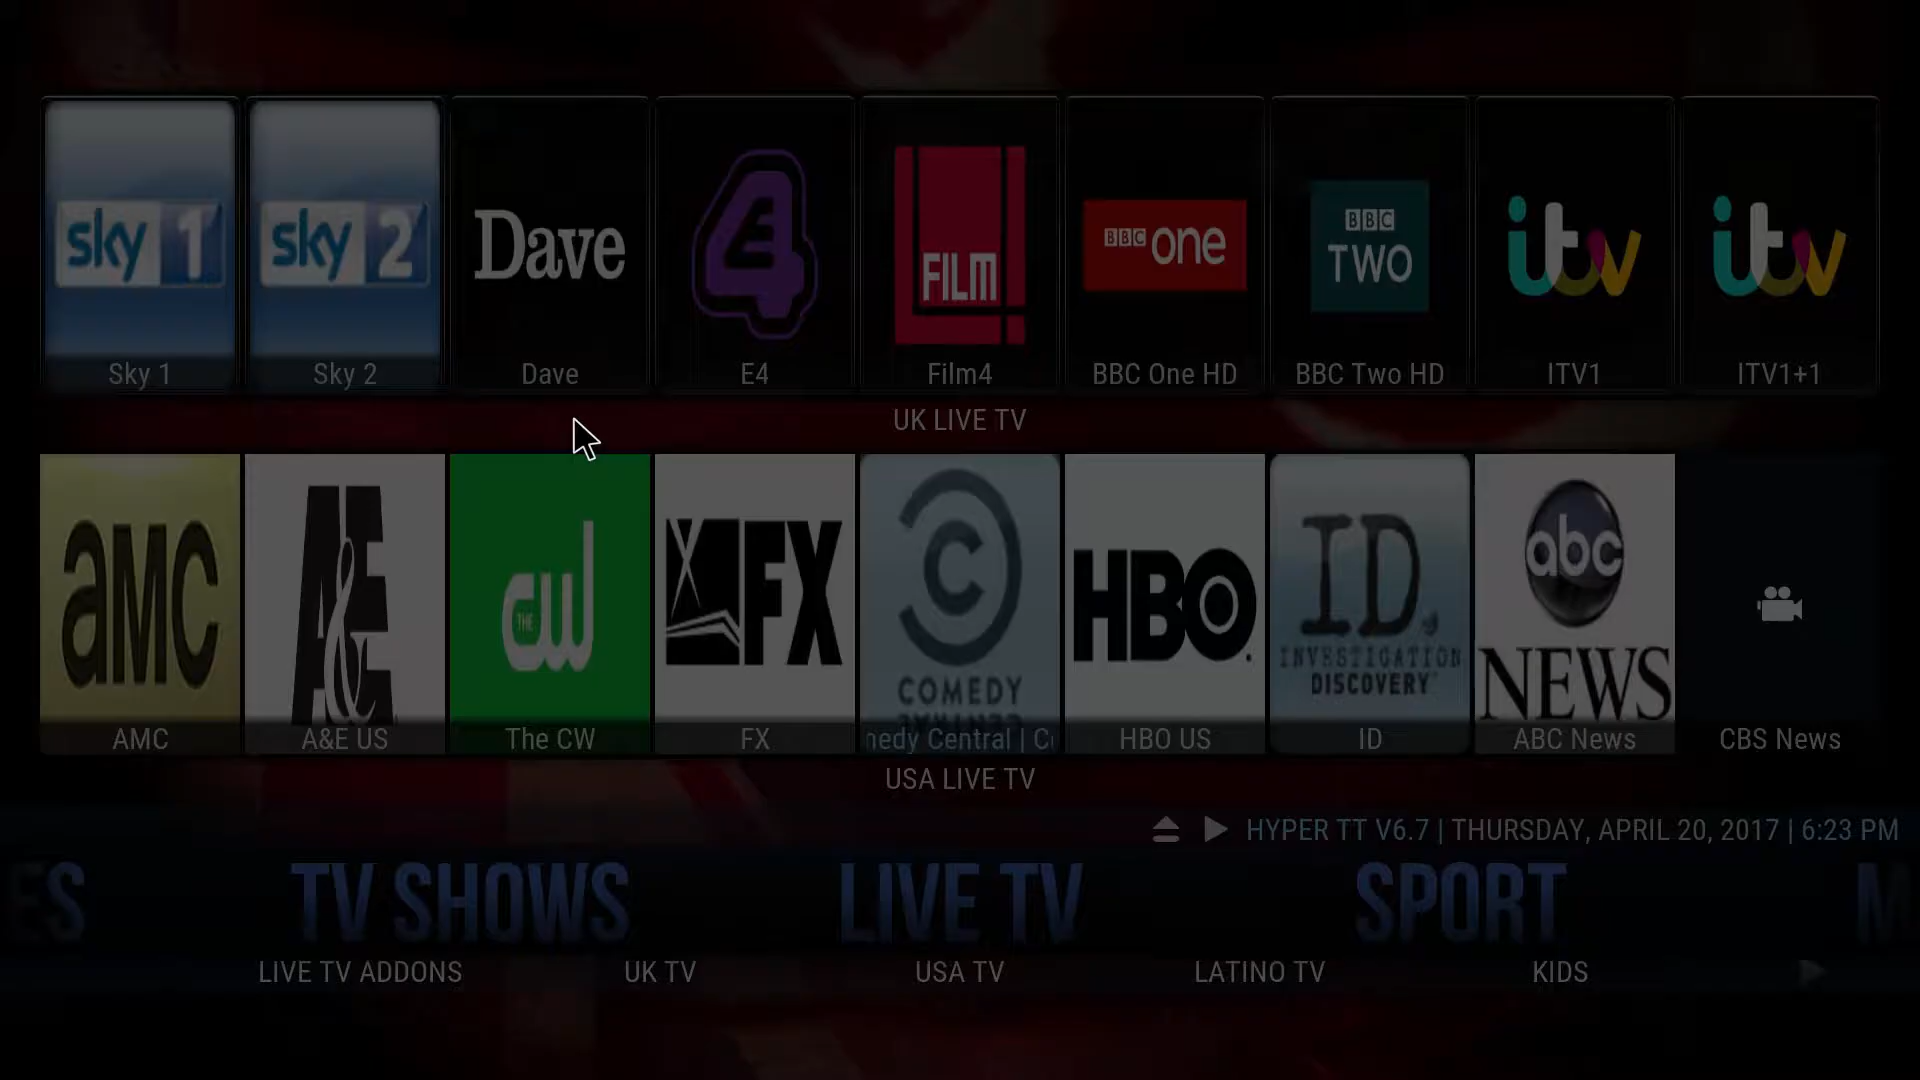 sky 1
sky 2
Dave
4
FILM
BBC one
BBC TWO
itv
itv
Sky 1
Sky 2
Dave
E4
Film4
BBC One HD
BBC Two HD
ITV1
ITV1+1
UK LIVE TV
aMC
A&E
THE CW
FX
C
COMEDY
HBO
ID.
INVESTIGATION
DISCOVERY
abc
NEWS
AMC
A&E US
The CW
FX
nedy Central | C
HBO US
ID
ABC News
CBS News
USA LIVE TV
HYPER TT V6.7 | THURSDAY, APRIL 20, 2017 | 6:23 PM
ES
TV SHOWS
LIVE TV
SPORT
M
LIVE TV ADDONS
UK TV
USA TV
LATINO TV
KIDS